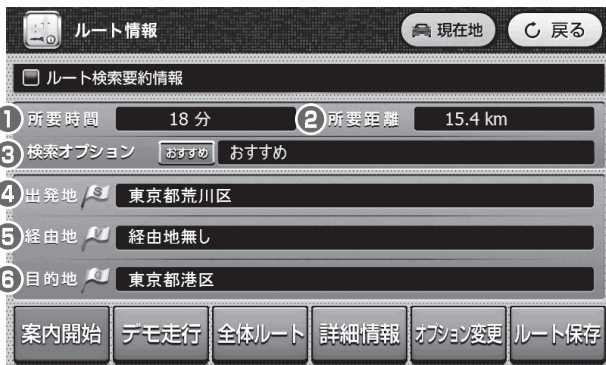 ルート情報 現在地 戻る
ルート検索要約情報
1 所要時間 18 分 2 所要距離 15.4 km
3 検索オプション おすすめ おすすめ
4 出発地 S 東京都荒川区
5 経由地 V 経由地無し
6 目的地 G 東京都港区
案内開始 デモ走行 全体ルート 詳細情報 オプション変更 ルート保存